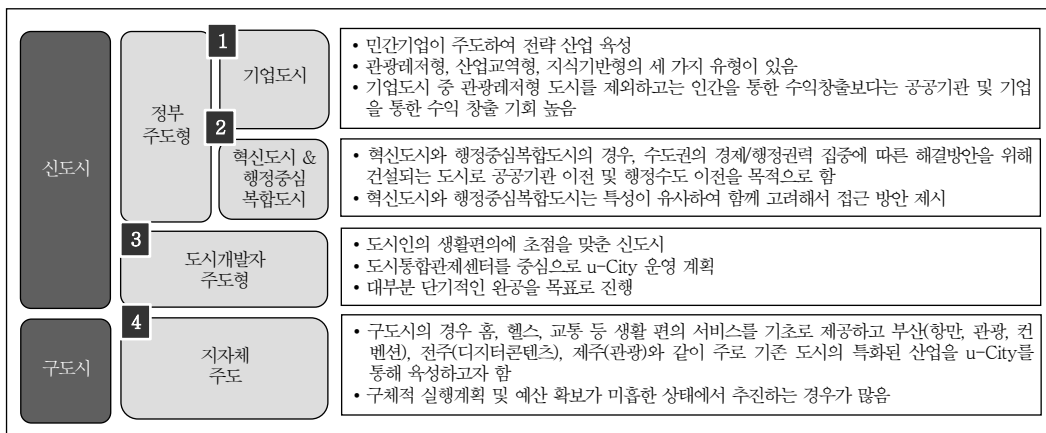 신도시
정부
주도형
1
기업도시
• 민간기업이 주도하여 전략 산업 육성
• 관광레저형, 산업교역형, 지식기반형의 세 가지 유형이 있음
• 기업도시 중 관광레저형 도시를 제외하고는 인간을 통한 수익창출보다는 공공기관 및 기업
을 통한 수익 창출 기회 높음
2
혁신도시 &
행정중심
복합도시
• 혁신도시와 행정중심복합도시의 경우, 수도권의 경제/행정권력 집중에 따른 해결방안을 위해
건설되는 도시로 공공기관 이전 및 행정수도 이전을 목적으로 함
• 혁신도시와 행정중심복합도시는 특성이 유사하여 함께 고려해서 접근 방안 제시
3
도시개발자
주도형
• 도시인의 생활편의에 초점을 맞춘 신도시
• 도시통합관제센터를 중심으로 u-City 운영 계획
• 대부분 단기적인 완공을 목표로 진행
구도시
4
지자체
주도
• 구도시의 경우 홈, 헬스, 교통 등 생활 편의 서비스를 기초로 제공하고 부산(항만, 관광, 컨
벤션), 전주(디지터콘텐츠), 제주(관광)와 같이 주로 기존 도시의 특화된 산업을 u-City를
통해 육성하고자 함
• 구체적 실행계획 및 예산 확보가 미흡한 상태에서 추진하는 경우가 많음